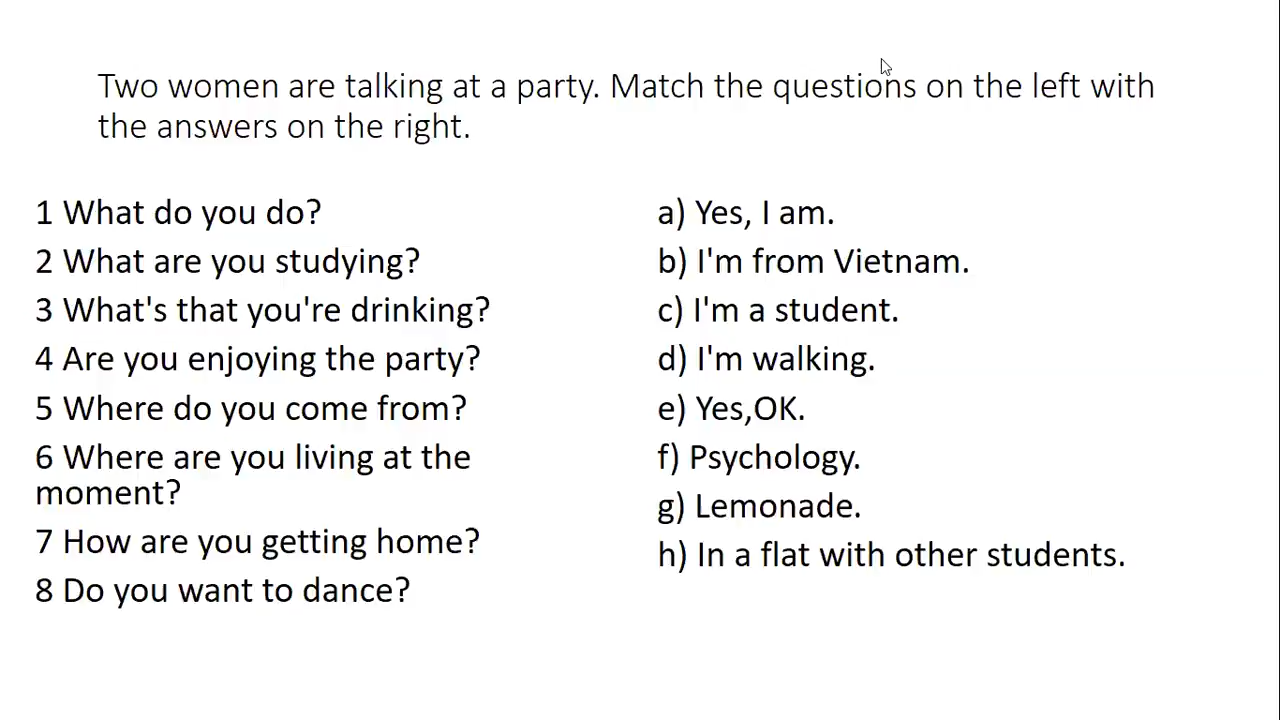 Two women are talking at a party. Match the questions on the left with
the answers on the right.
1 What do you do?
2 What are you studying?
3 What's that you're drinking?
4 Are you enjoying the party?
5 Where do you come from?
6 Where are you living at the
moment?
7 How are you getting home?
8 Do you want to dance?
a) Yes, I am.
b) I'm from Vietnam.
c) I'm a student.
d) I'm walking.
e) Yes,OK.
f) Psychology.
g) Lemonade.
h) In a flat with other students.